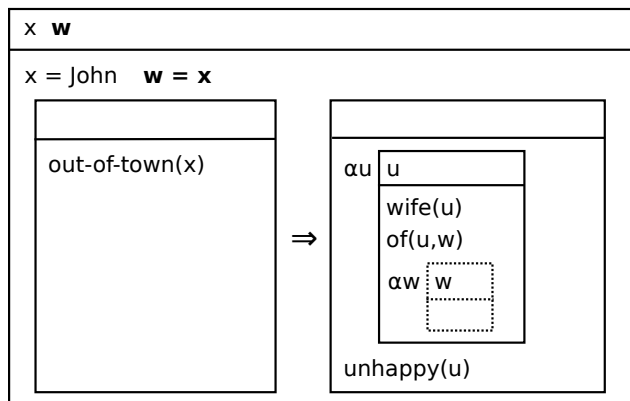 x w
x = John w = x
out-of-town(x)
⇒
αu u
wife(u)
of(u,w)
αw w
unhappy(u)